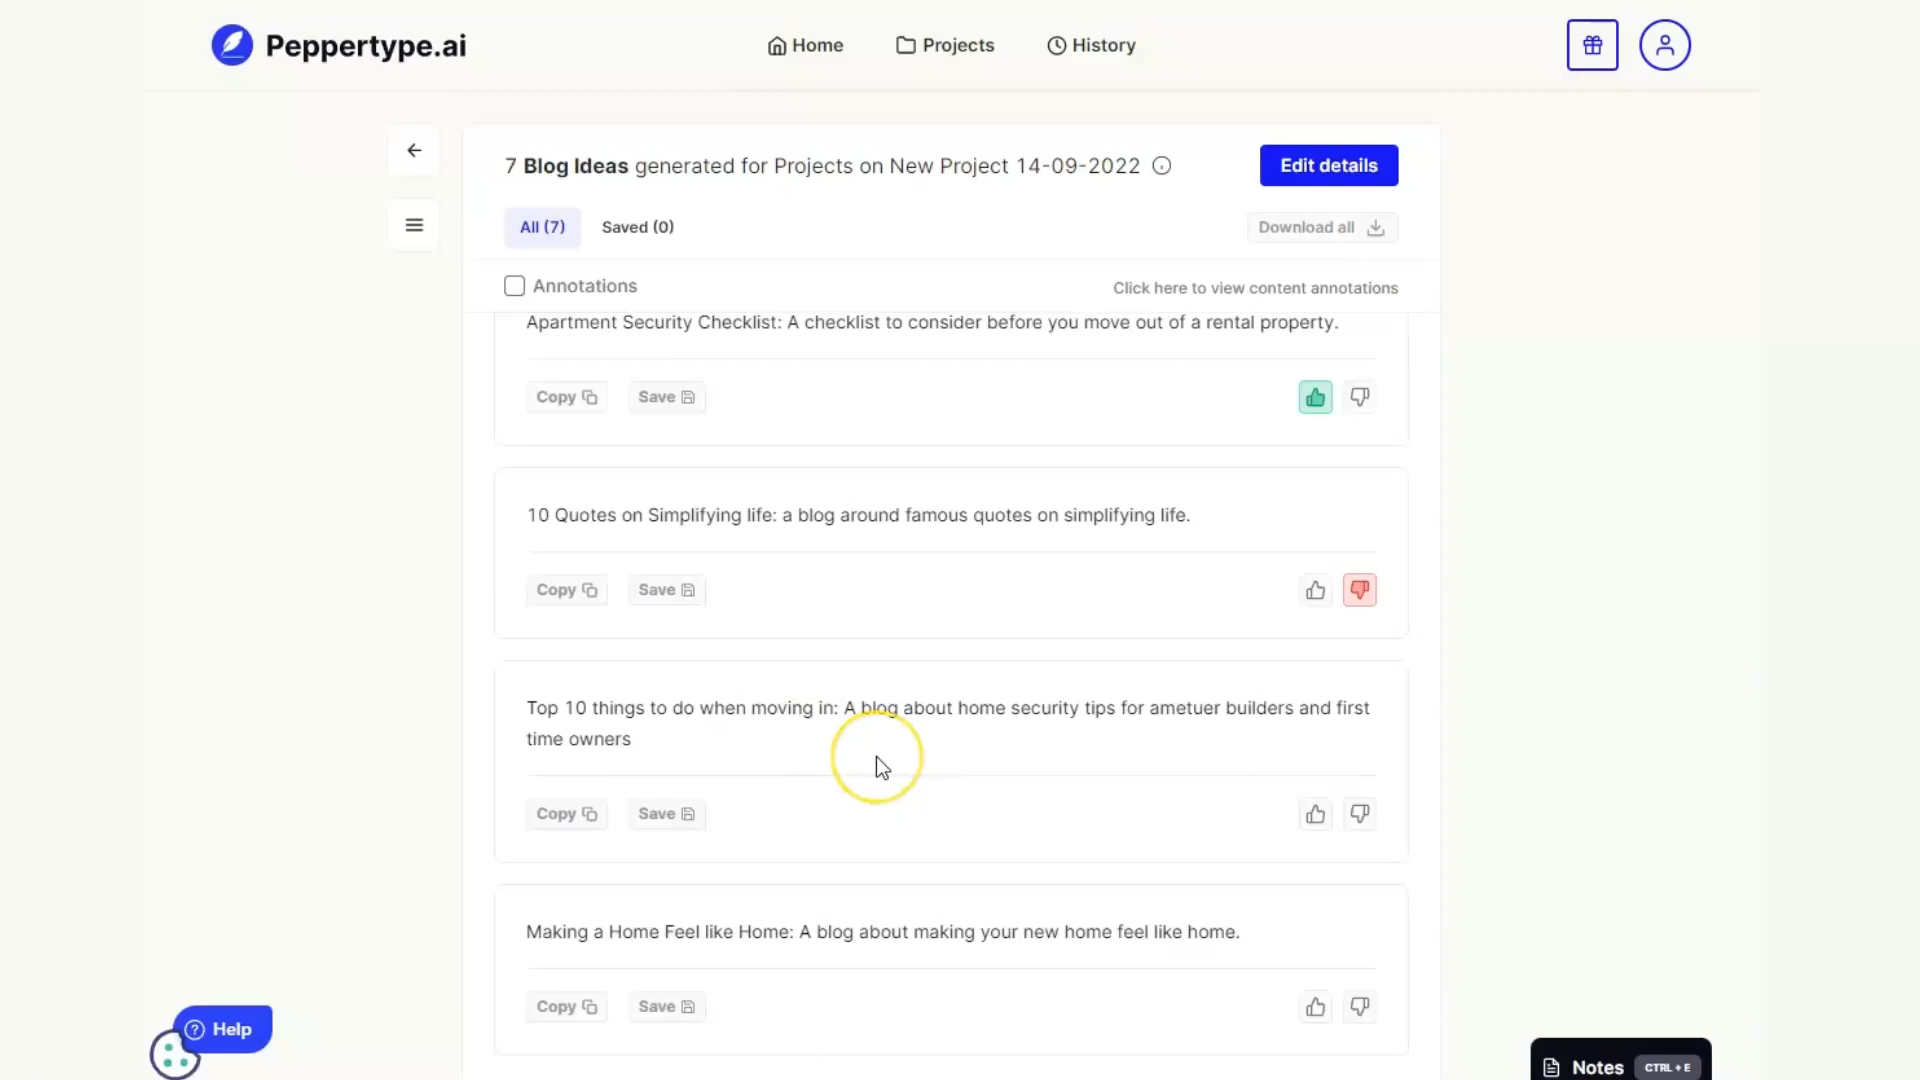 Peppertype.ai
Home
Projects
History
7 Blog Ideas generated for Projects on New Project 14-09-2022
Edit details
All (7)
Saved (0)
Download all
Annotations
Click here to view content annotations
Apartment Security Checklist: A checklist to consider before you move out of a rental property.
Copy
Save
10 Quotes on Simplifying life: a blog around famous quotes on simplifying life.
Copy
Save
Top 10 things to do when moving in: A blog about home security tips for ametuer builders and first
time owners
Copy
Save
Making a Home Feel like Home: A blog about making your new home feel like home.
Copy
Save
Help
Notes CTRL + E